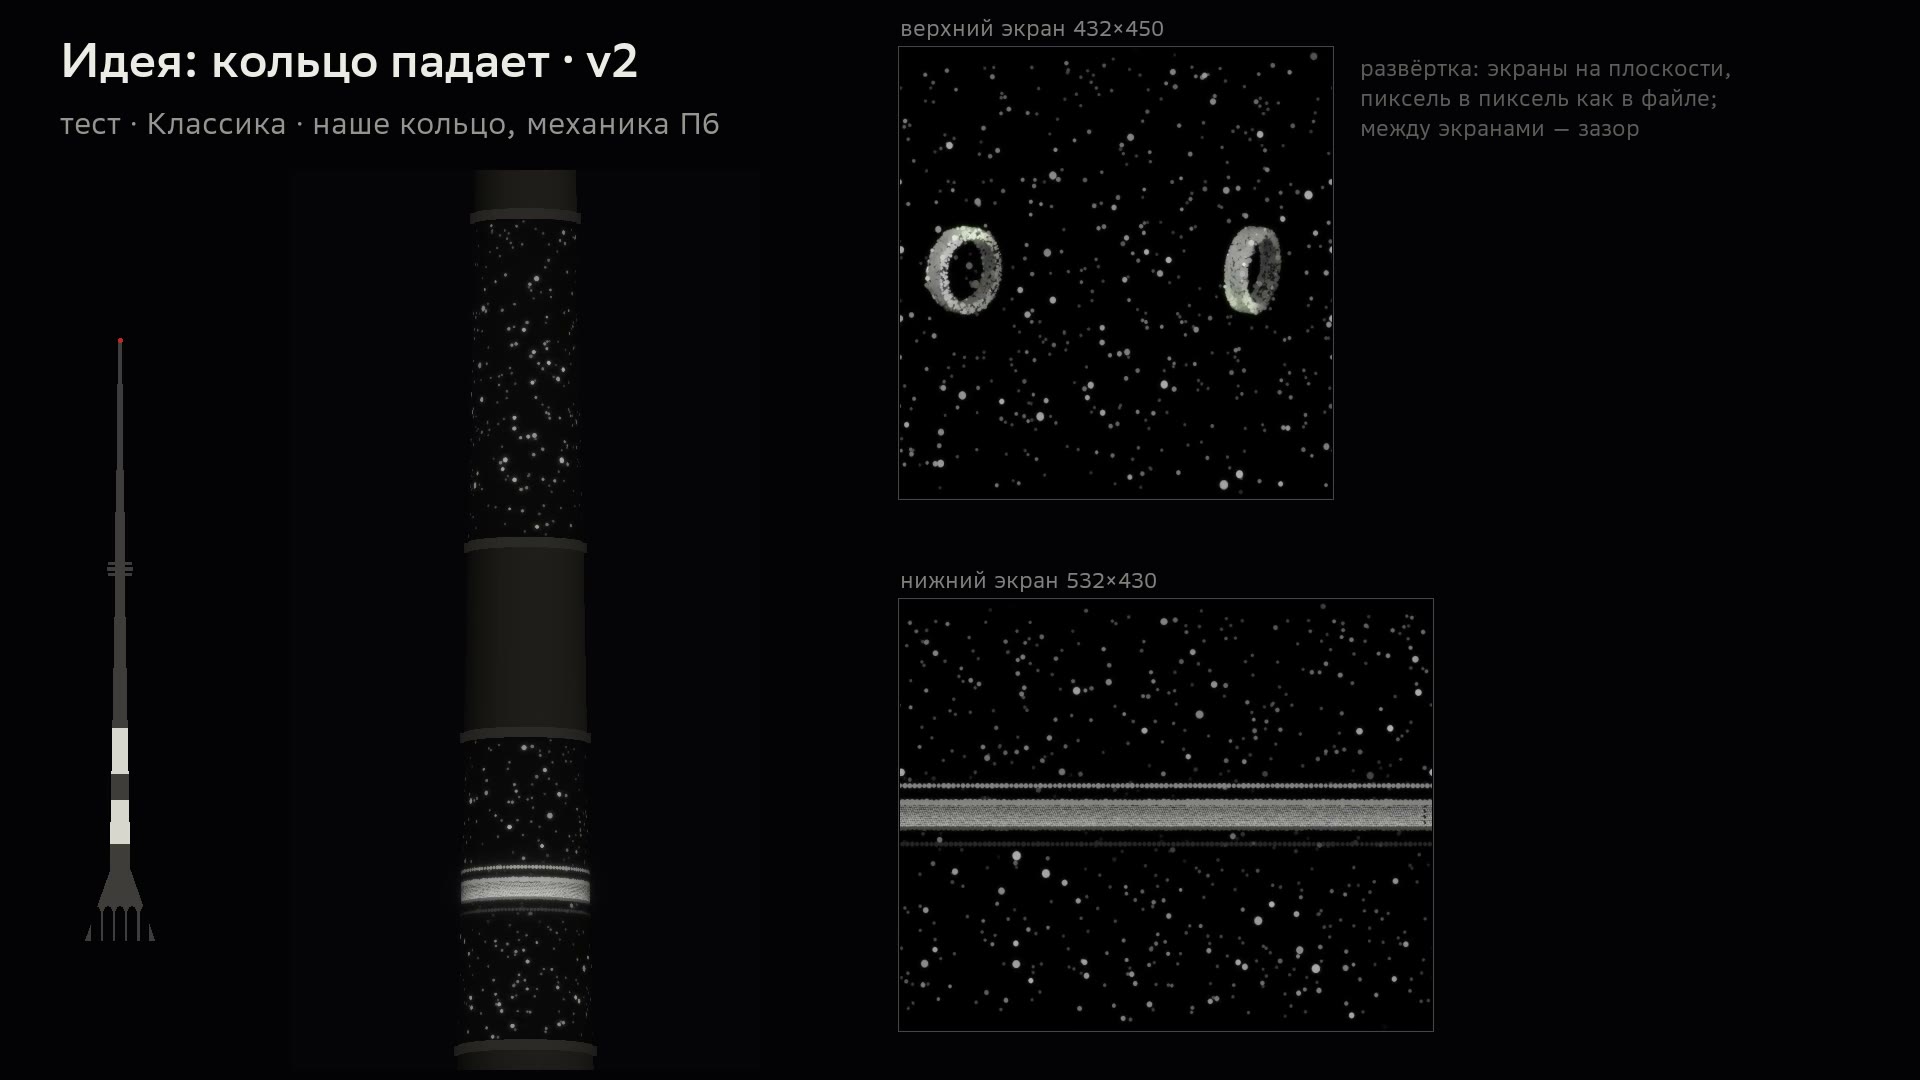 Идея: кольцо падает · v2
тест · Классика · наше кольцо, механика П6
верхний экран 432×450
развёртка: экраны на плоскости,
пиксель в пиксель как в файле;
между экранами — зазор
нижний экран 532×430